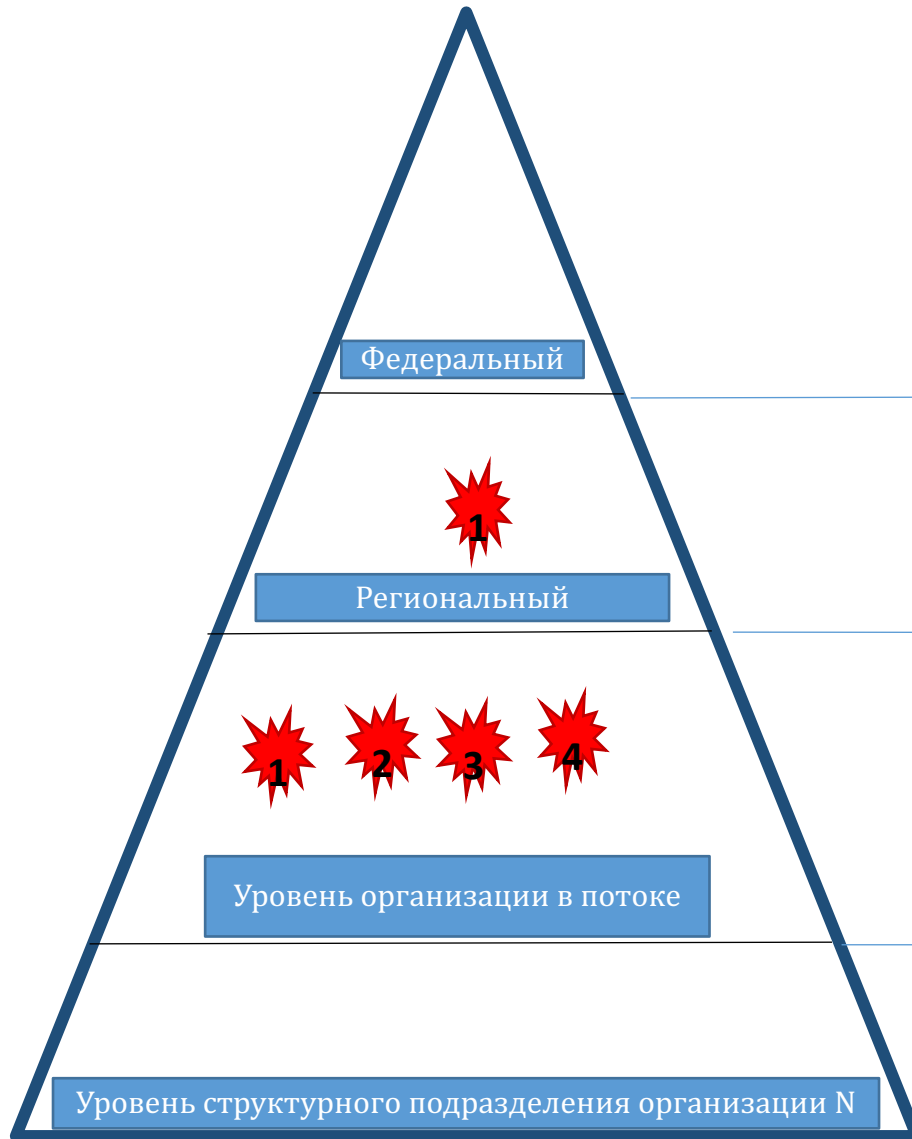 Федеральный
1
Региональный
1 2 3 4
Уровень организации в потоке
Уровень структурного подразделения организации N